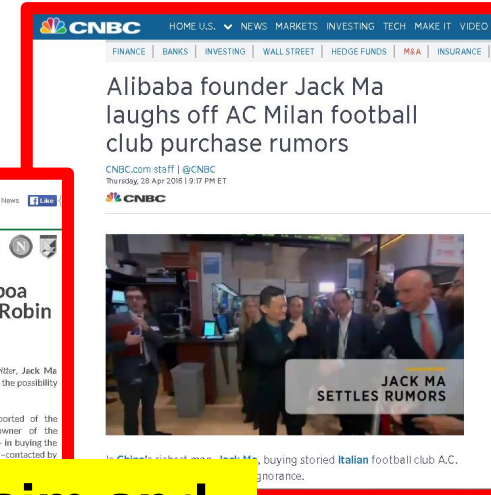 CNBC
HOME U.S. NEWS MARKETS INVESTING TECH MAKE IT VIDEO
FINANCE | BANKS | INVESTING | WALL STREET | HEDGE FUNDS | M&A | INSURANCE |
Alibaba founder Jack Ma
laughs off AC Milan football
club purchase rumors
CNBC.com staff | @CNBC
Thursday, 28 Apr 2016 | 9:17 PM ET
CNBC
JACK MA
SETTLES RUMORS
Is China's richest man, Jack Ma, buying storied Italian football club A.C.
ignorance.
News Like
N
boa
Robin
itter, Jack Ma
the possibility
ported of the
wner of the
- in buying the
-contacted by